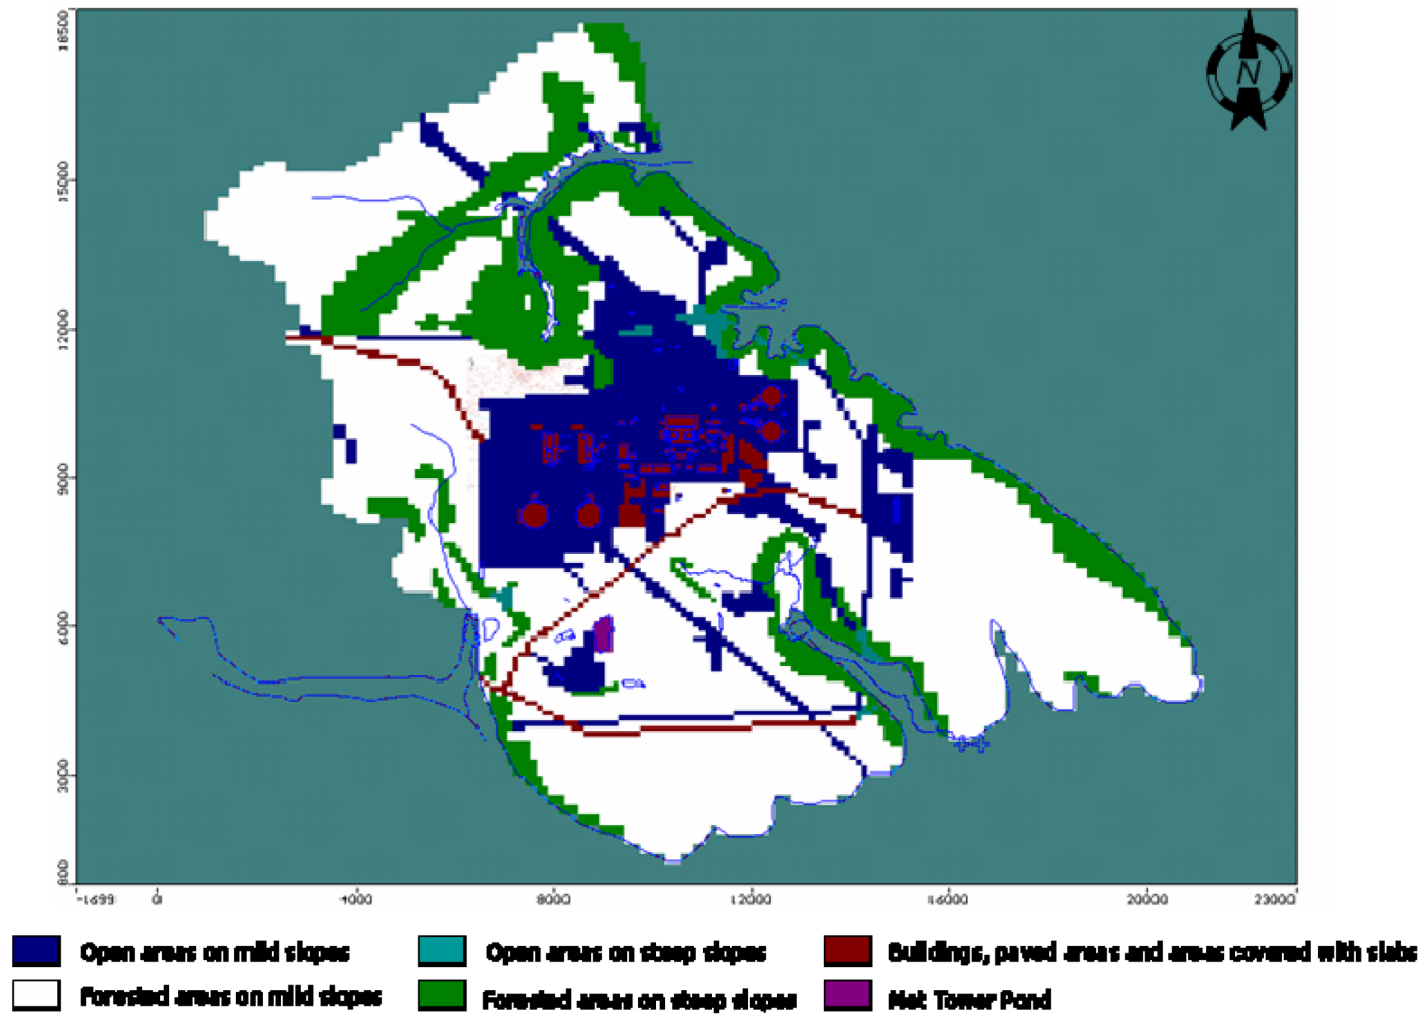 18500
N
15000
12000
9000
6000
3000
800
-1699 0 4000 8000 12000 16000 20000 23000
Open areas on mild slopes Open areas on steep slopes Buildings, paved areas and areas covered with slabs
Forested areas on mild slopes Forested areas on steep slopes Met Tower Pond